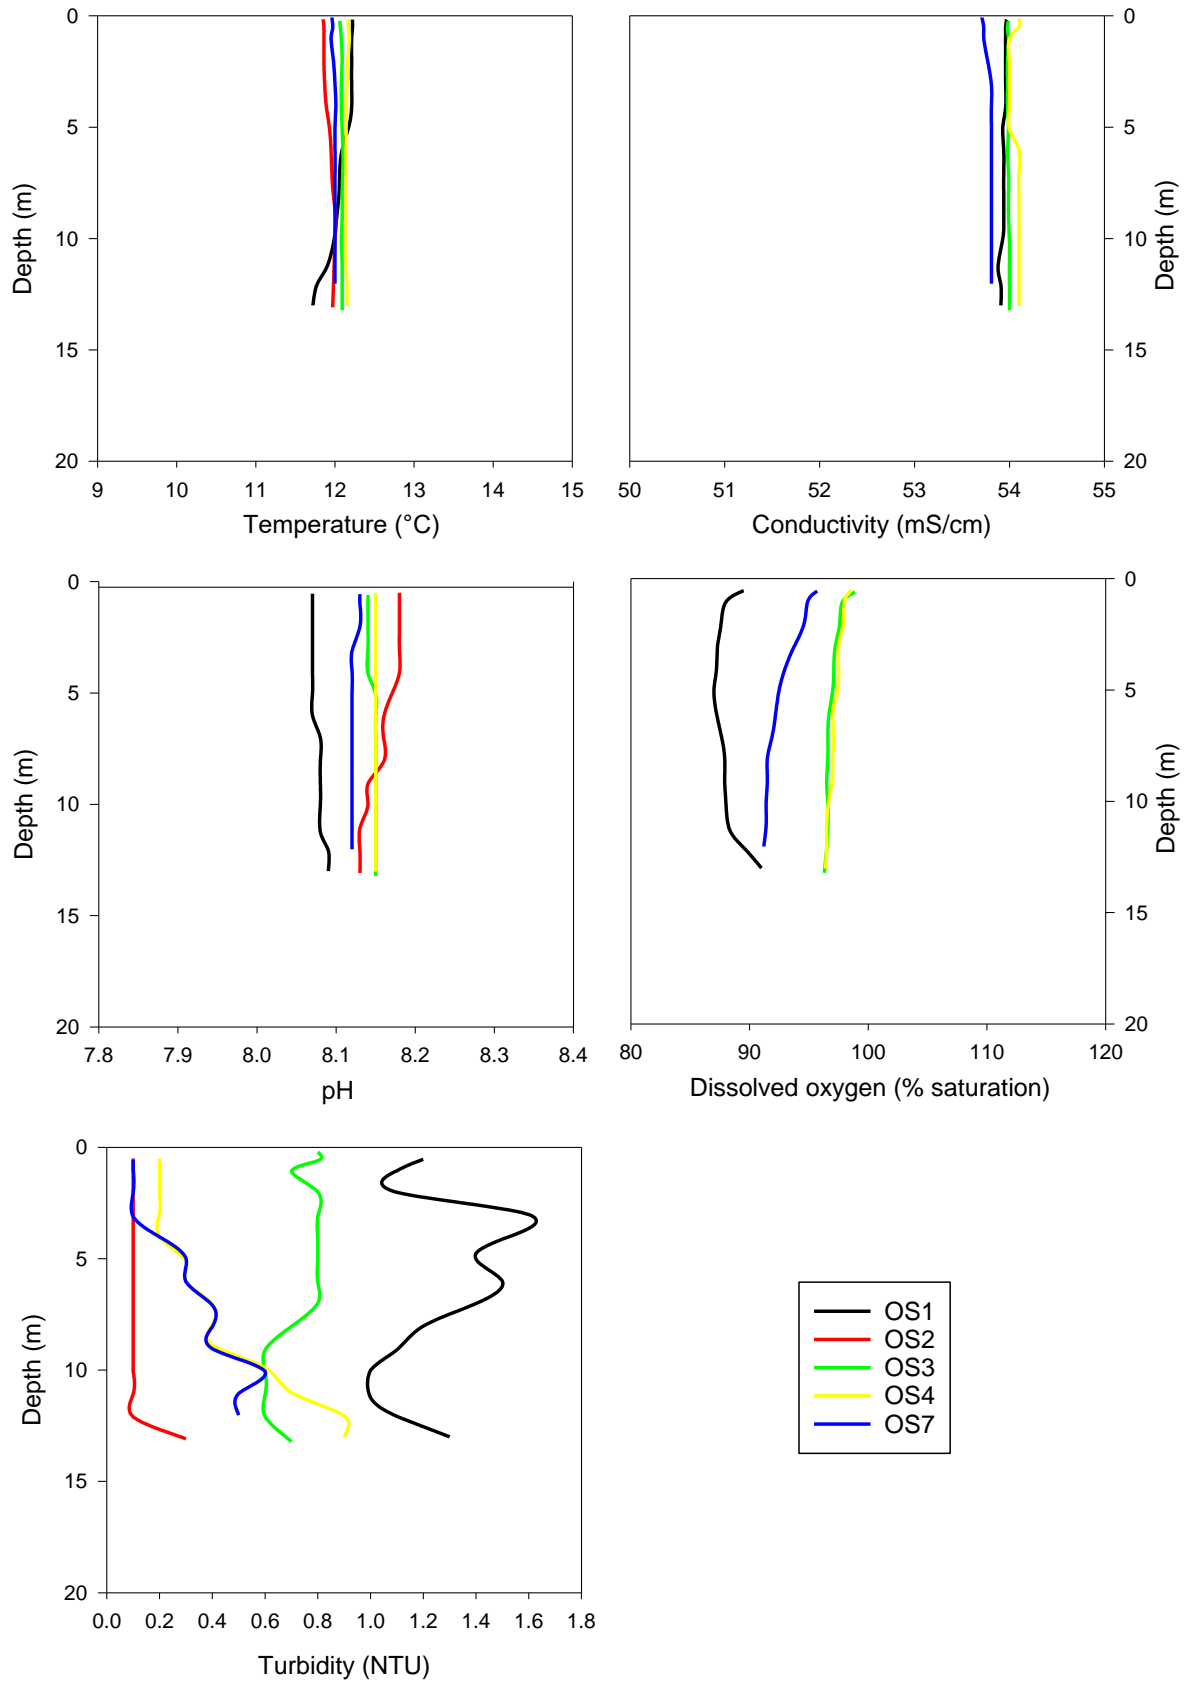 0
5
10
15
20
Depth (m)
9 10 11 12 13 14 15
Temperature (°C)
0
5
10
15
20
Depth (m)
50 51 52 53 54 55
Conductivity (mS/cm)
0
5
10
15
20
Depth (m)
7.8 7.9 8.0 8.1 8.2 8.3 8.4
pH
0
5
10
15
20
Depth (m)
80 90 100 110 120
Dissolved oxygen (% saturation)
0
5
10
15
20
Depth (m)
0.0 0.2 0.4 0.6 0.8 1.0 1.2 1.4 1.6 1.8
Turbidity (NTU)
OS1
OS2
OS3
OS4
OS7